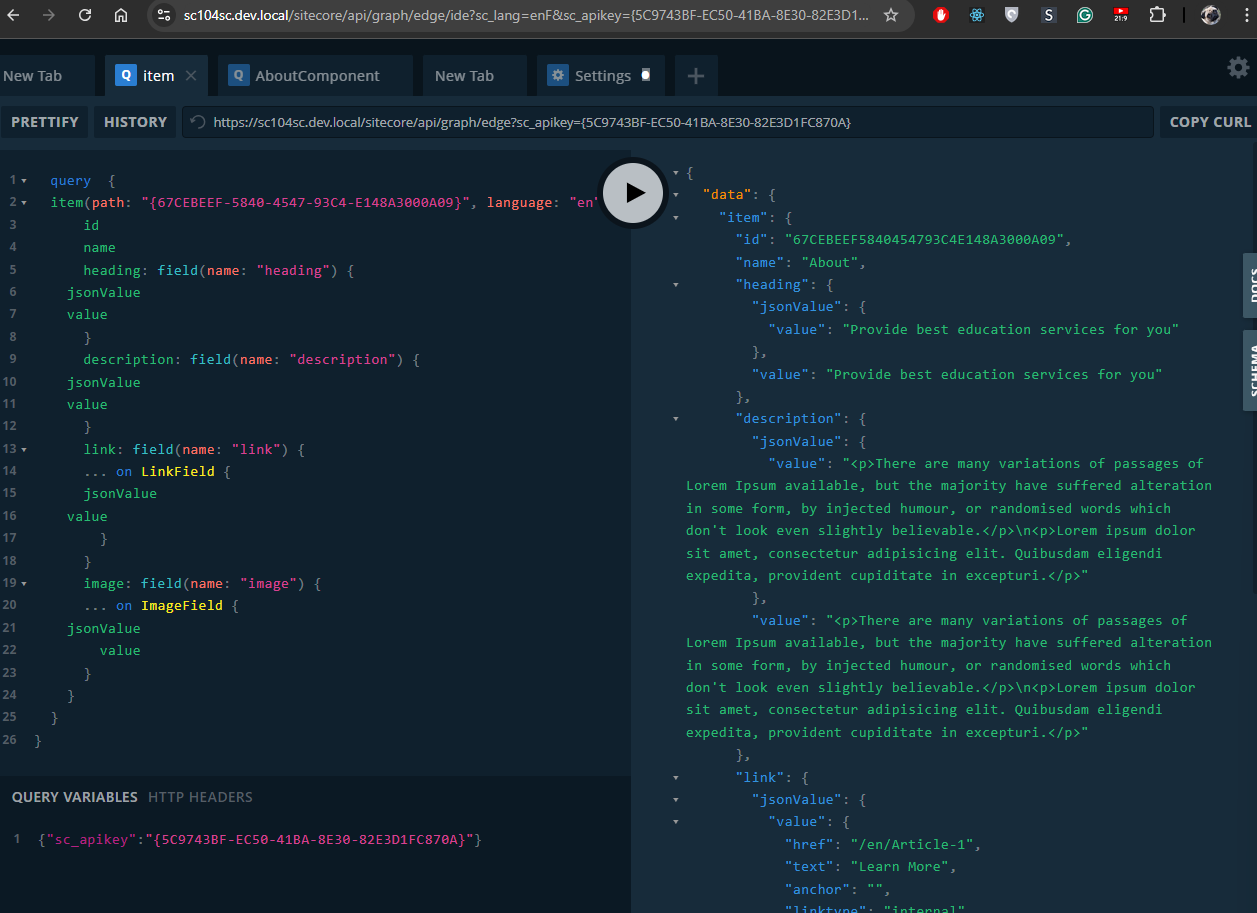 sc104sc.dev.local/sitecore/api/graph/edge/ide?sc_lang=enF&sc_apikey={5C9743BF-EC50-41BA-8E30-82E3D1...
S
21:9
New Tab
Q item
Q AboutComponent
New Tab
Settings
PRETTIFY HISTORY https://sc104sc.dev.local/sitecore/api/graph/edge?sc_apikey={5C9743BF-EC50-41BA-8E30-82E3D1FC870A} COPY CURL
1 query {
2 item(path: "{67CEBEEF-5840-4547-93C4-E148A3000A09}", language: "en"
3 id
4 name
5 heading: field(name: "heading") {
6 jsonValue
7 value
8 }
9 description: field(name: "description") {
10 jsonValue
11 value
12 }
13 link: field(name: "link") {
14 ... on LinkField {
15 jsonValue
16 value
17 }
18 }
19 image: field(name: "image") {
20 ... on ImageField {
21 jsonValue
22 value
23 }
24 }
25 }
26 }
QUERY VARIABLES HTTP HEADERS
1 {"sc_apikey":"{5C9743BF-EC50-41BA-8E30-82E3D1FC870A}"}
{
"data": {
"item": {
"id": "67CEBEEF5840454793C4E148A3000A09",
"name": "About",
"heading": {
"jsonValue": {
"value": "Provide best education services for you"
},
"value": "Provide best education services for you"
},
"description": {
"jsonValue": {
"value": "<p>There are many variations of passages of
Lorem Ipsum available, but the majority have suffered alteration
in some form, by injected humour, or randomised words which
don't look even slightly believable.</p>\n<p>Lorem ipsum dolor
sit amet, consectetur adipisicing elit. Quibusdam eligendi
expedita, provident cupiditate in excepturi.</p>"
},
"value": "<p>There are many variations of passages of
Lorem Ipsum available, but the majority have suffered alteration
in some form, by injected humour, or randomised words which
don't look even slightly believable.</p>\n<p>Lorem ipsum dolor
sit amet, consectetur adipisicing elit. Quibusdam eligendi
expedita, provident cupiditate in excepturi.</p>"
},
"link": {
"jsonValue": {
"value": {
"href": "/en/Article-1",
"text": "Learn More",
"anchor": "",
"linktype": "internal"
DOCS
SCHEMA